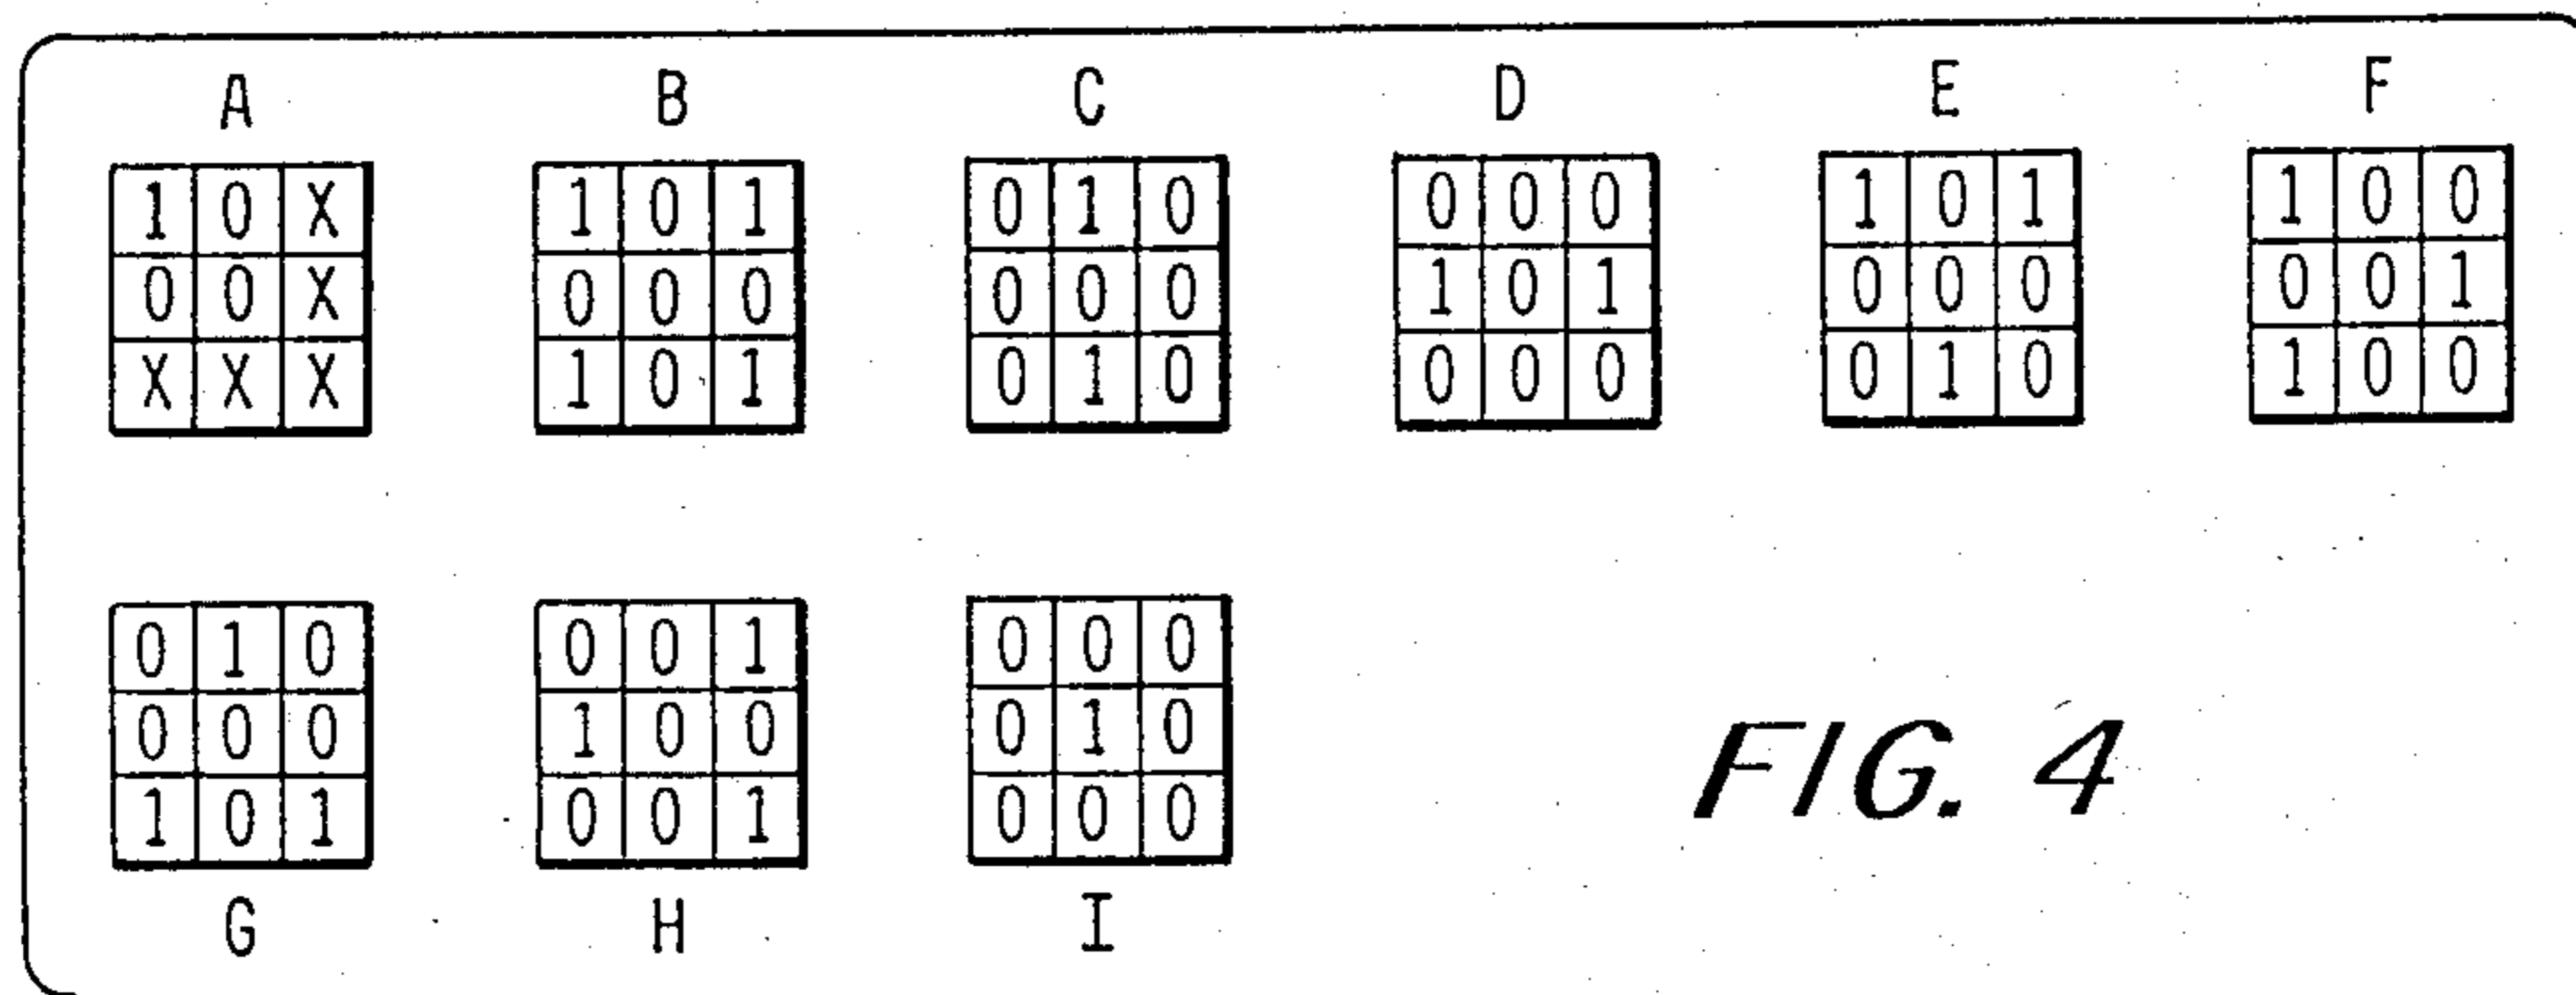 A B C D E F
1 0 X 1 0 1 0 1 0 0 0 0 1 0 1 1 0 0
0 0 X 0 0 0 0 0 0 1 0 1 0 0 0 0 0 1
X X X 1 0 1 0 1 0 0 0 0 0 1 0 1 0 0
0 1 0 0 0 1 0 0 0
0 0 0 1 0 0 0 1 0
1 0 1 0 0 1 0 0 0
G H I
FIG. 4